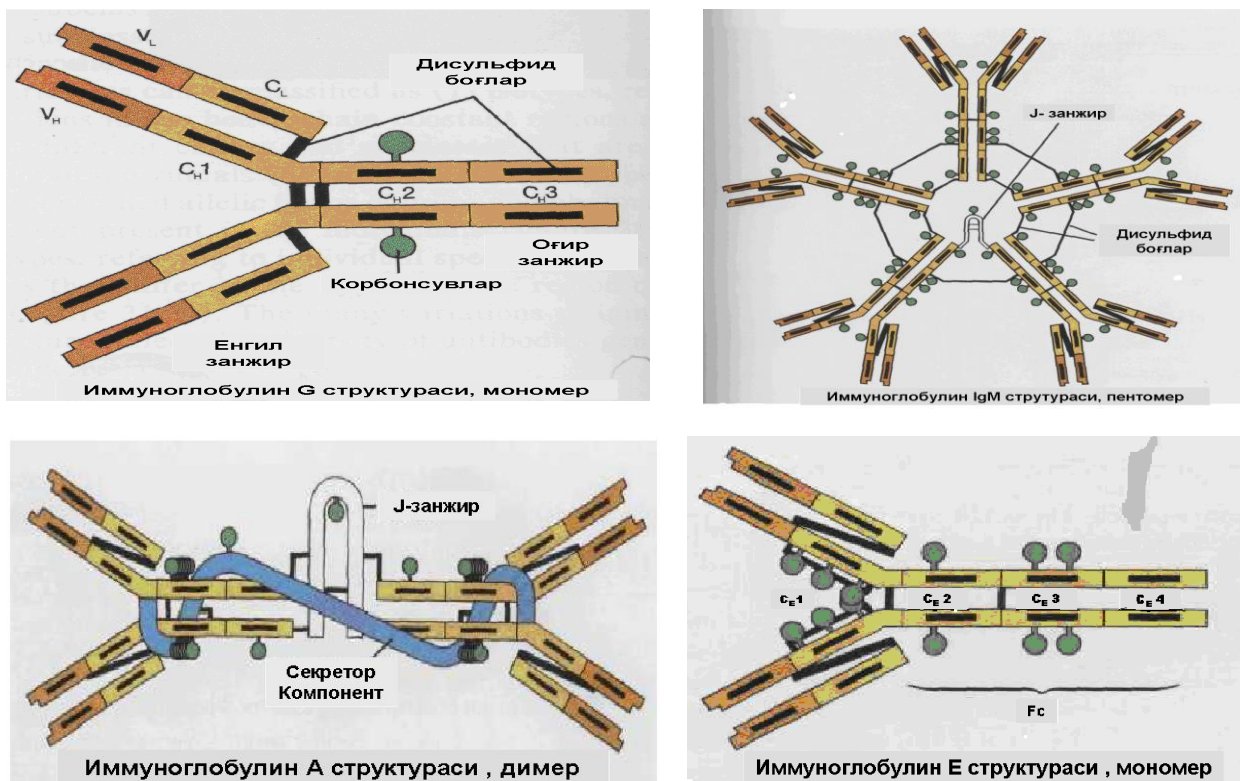 V_L
V_H
C_L
C_H1
Дисульфид
боғлар
C_H2
C_H3
Оғир
занжир
Корбонсувлар
Енгил
занжир
Иммуноглобулин G структураси, мономер
J- занжир
Дисульфид
боғлар
Иммуноглобулин IgM струтураси, пентомер
J-занжир
Секретор
Компонент
Иммуноглобулин А структураси , димер
C_E1
C_E2
C_E3
C_E4
Fc
Иммуноглобулин Е структураси , мономер